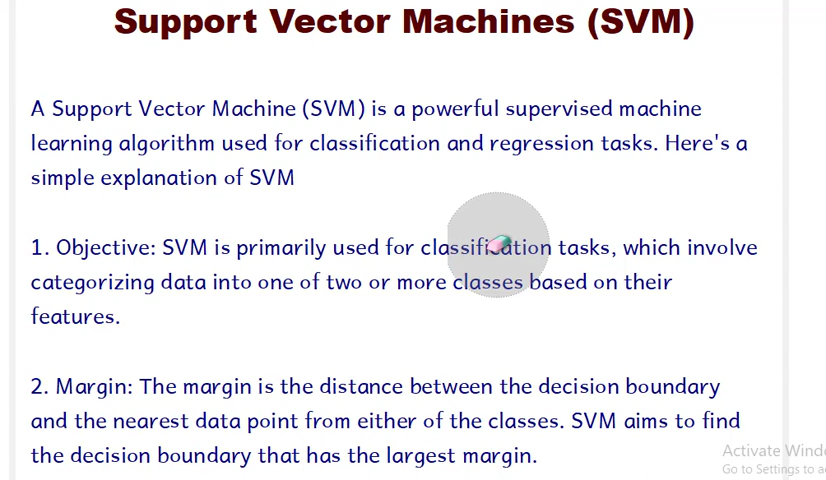 Support Vector Machines (SVM)
A Support Vector Machine (SVM) is a powerful supervised machine
learning algorithm used for classification and regression tasks. Here's a
simple explanation of SVM
1. Objective: SVM is primarily used for classification tasks, which involve
categorizing data into one of two or more classes based on their
features.
2. Margin: The margin is the distance between the decision boundary
and the nearest data point from either of the classes. SVM aims to find
the decision boundary that has the largest margin.
Activate
Go to Settings to